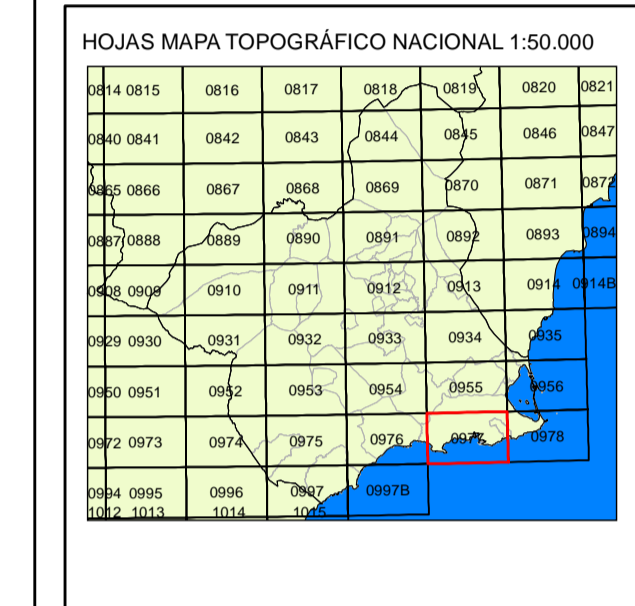 HOJAS MAPA TOPOGRÁFICO NACIONAL 1:50.000
0814 0815 0816 0817 0818 0819 0820 0821
0840 0841 0842 0843 0844 0845 0846 0847
0865 0866 0867 0868 0869 0870 0871 0872
0887 0888 0889 0890 0891 0892 0893 0894
0908 0909 0910 0911 0912 0913 0914 0914B
0929 0930 0931 0932 0933 0934 0935
0950 0951 0952 0953 0954 0955 0956
0972 0973 0974 0975 0976 0977 0978
0994 0995 0996 0997 0997B
1012 1013 1014 1015